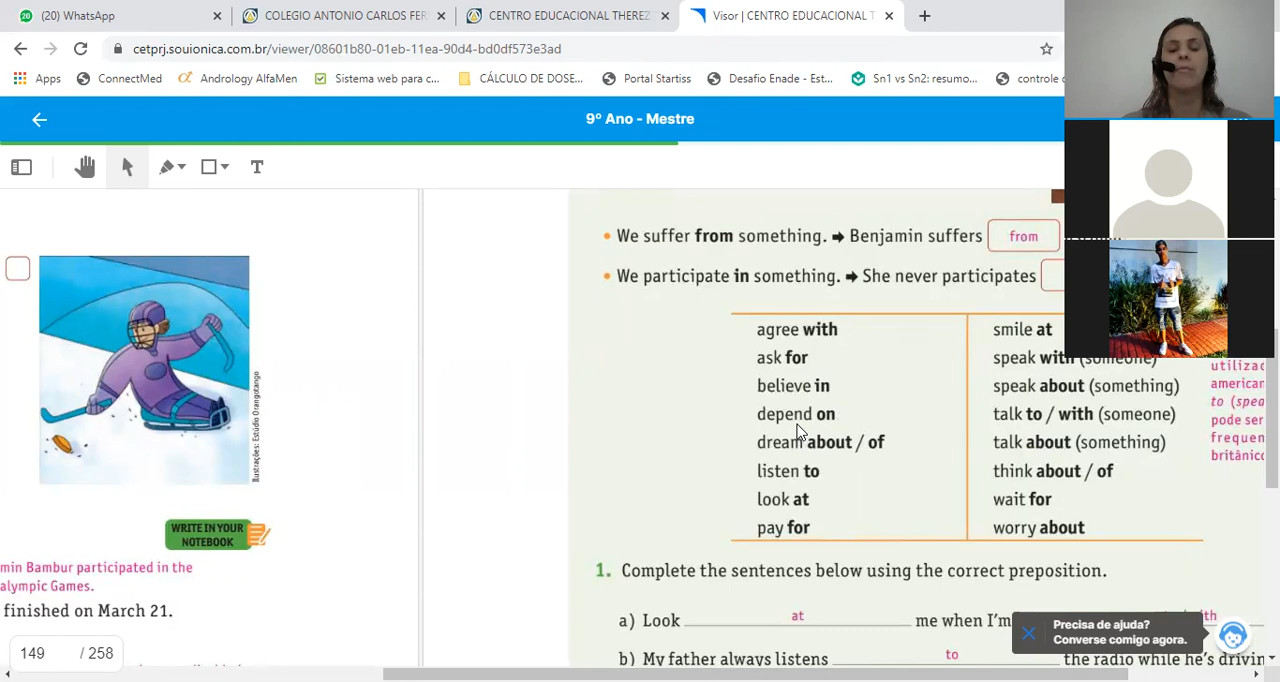 (20) WhatsApp
COLEGIO ANTONIO CARLOS FER
CENTRO EDUCACIONAL THEREZ
Visor | CENTRO EDUCACIONAL T
cetprj.souionica.com.br/viewer/08601b80-01eb-11ea-90d4-bd0df573e3ad
Apps
ConnectMed
Andrology AlfaMen
Sistema web para c...
CÁLCULO DE DOSE...
Portal Startiss
Desafio Enade - Est...
Sn1 vs Sn2: resumo...
controle
9º Ano - Mestre
Ilustrações: Estúdio Orangotango
WRITE IN YOUR
NOTEBOOK
min Bambur participated in the
alympic Games.
finished on March 21.
149 / 258
• We suffer from something. ➡ Benjamin suffers from
• We participate in something. ➡ She never participates
agree with
ask for
believe in
depend on
dream about / of
listen to
look at
pay for
smile at
speak with (someone)
speak about (something)
talk to / with (someone)
talk about (something)
think about / of
wait for
worry about
utilizac
american
to (spea
pode ser
frequen
britânico
1. Complete the sentences below using the correct preposition.
a) Look at me when I'm
b) My father always listens to the radio while he's drivin
Precisa de ajuda?
Converse comigo agora.